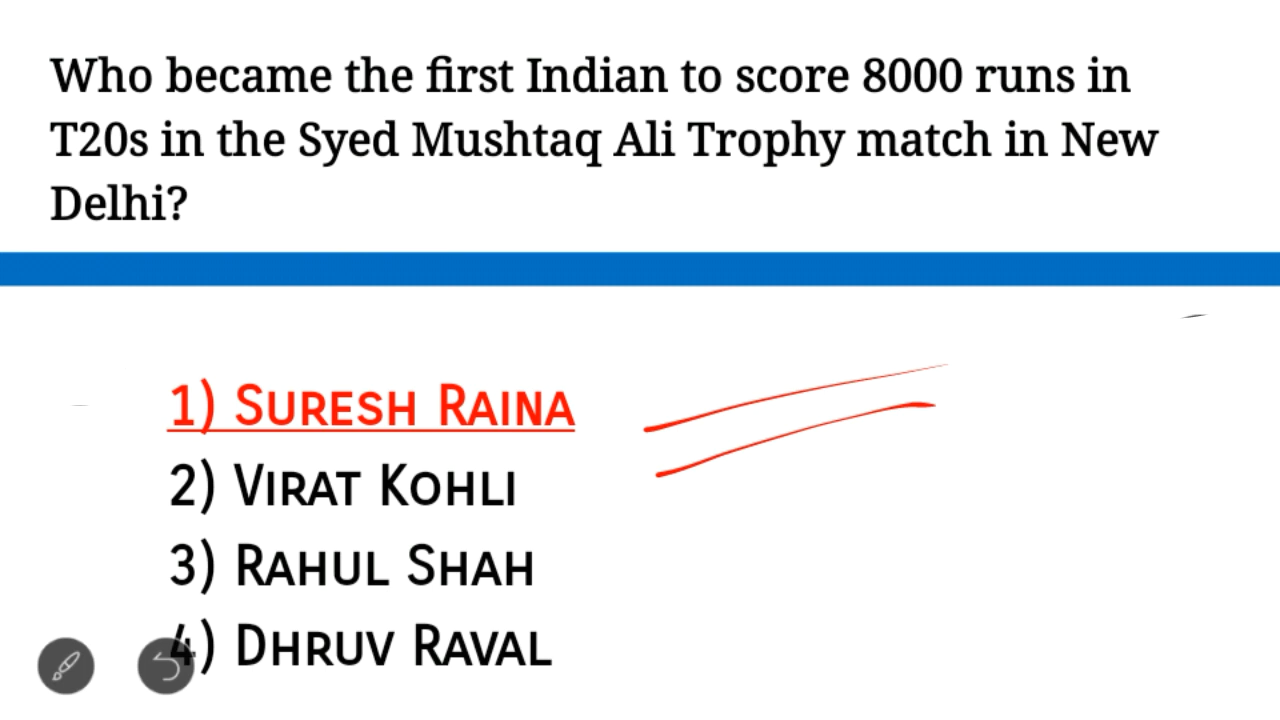 Who became the first Indian to score 8000 runs in
T20s in the Syed Mushtaq Ali Trophy match in New
Delhi?
1) Suresh Raina
2) Virat Kohli
3) Rahul Shah
4) Dhruv Raval